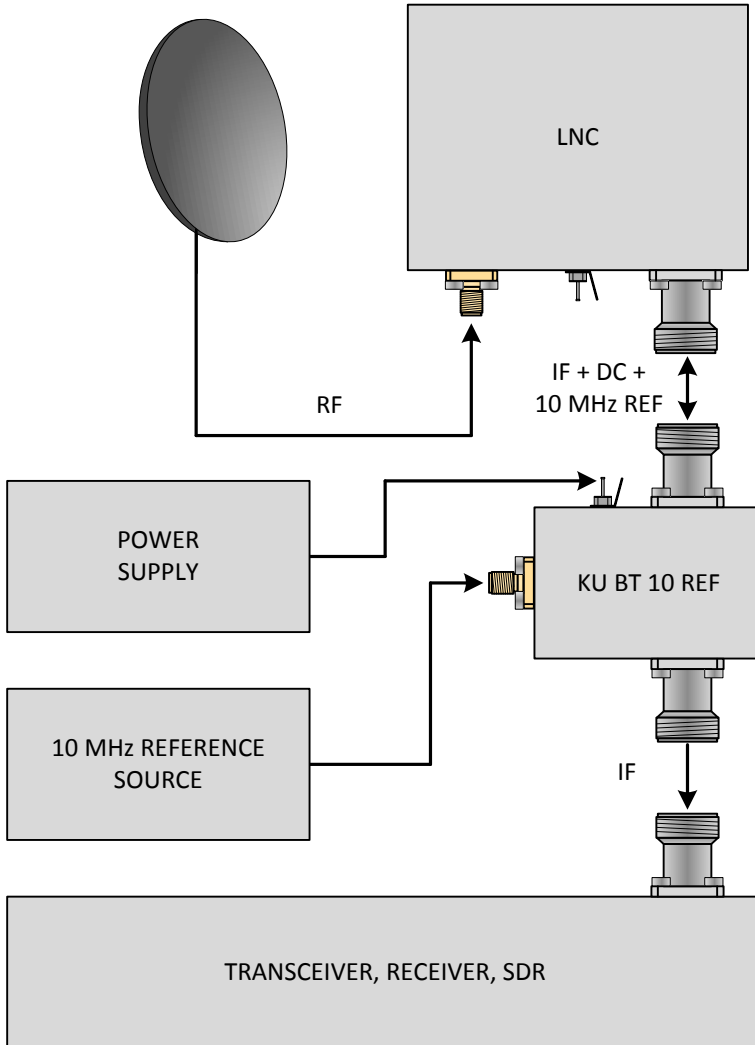 LNC
IF + DC +
10 MHz REF
RF
POWER
SUPPLY
KU BT 10 REF
10 MHz REFERENCE
SOURCE
IF
TRANSCEIVER, RECEIVER, SDR